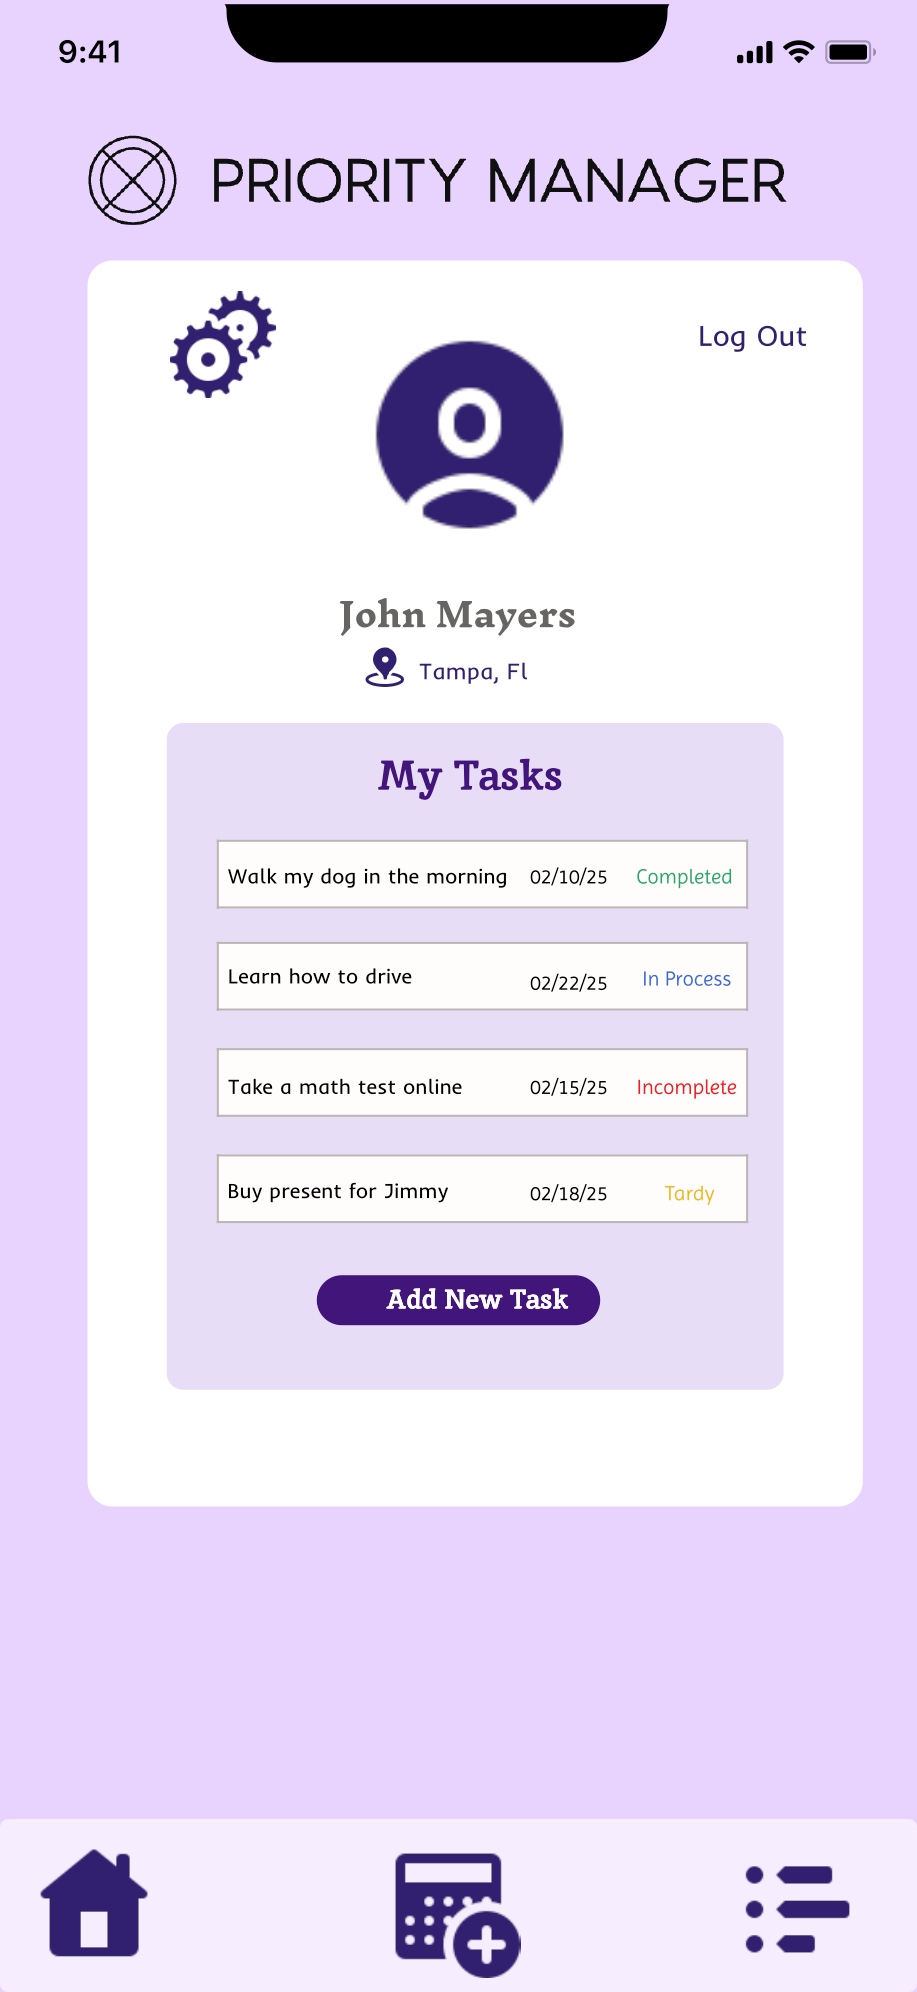 9:41
PRIORITY MANAGER
Log Out
John Mayers
Tampa, Fl
My Tasks
Walk my dog in the morning 02/10/25 Completed
Learn how to drive 02/22/25 In Process
Take a math test online 02/15/25 Incomplete
Buy present for Jimmy 02/18/25 Tardy
Add New Task